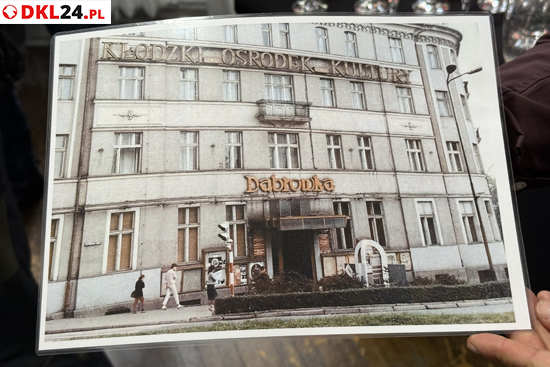 DKL24.PL
KŁODZKI OŚRODEK KULTURY
Dąbrówka